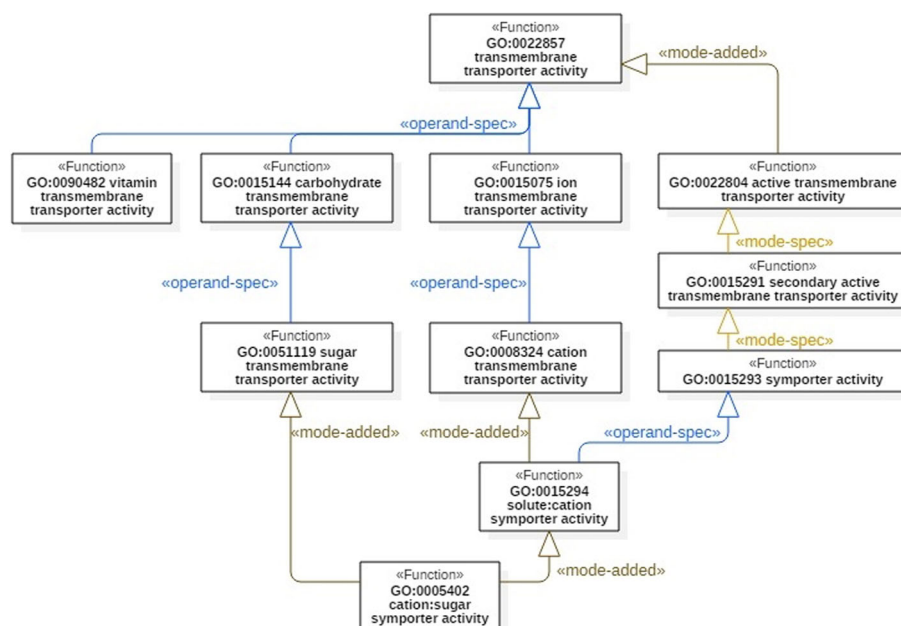 «Function»
GO:0022857
transmembrane
transporter activity
«mode-added»
«operand-spec»
«Function»
GO:0090482 vitamin
transmembrane
transporter activity
«Function»
GO:0015144 carbohydrate
transmembrane
transporter activity
«Function»
GO:0015075 ion
transmembrane
transporter activity
«Function»
GO:0022804 active transmembrane
transporter activity
«mode-spec»
«operand-spec»
«operand-spec»
«Function»
GO:0015291 secondary active
transmembrane transporter activity
«mode-spec»
«Function»
GO:0051119 sugar
transmembrane
transporter activity
«Function»
GO:0008324 cation
transmembrane
transporter activity
«Function»
GO:0015293 symporter activity
«mode-added»
«mode-added»
«operand-spec»
«Function»
GO:0015294
solute:cation
symporter activity
«mode-added»
«Function»
GO:0005402
cation:sugar
symporter activity